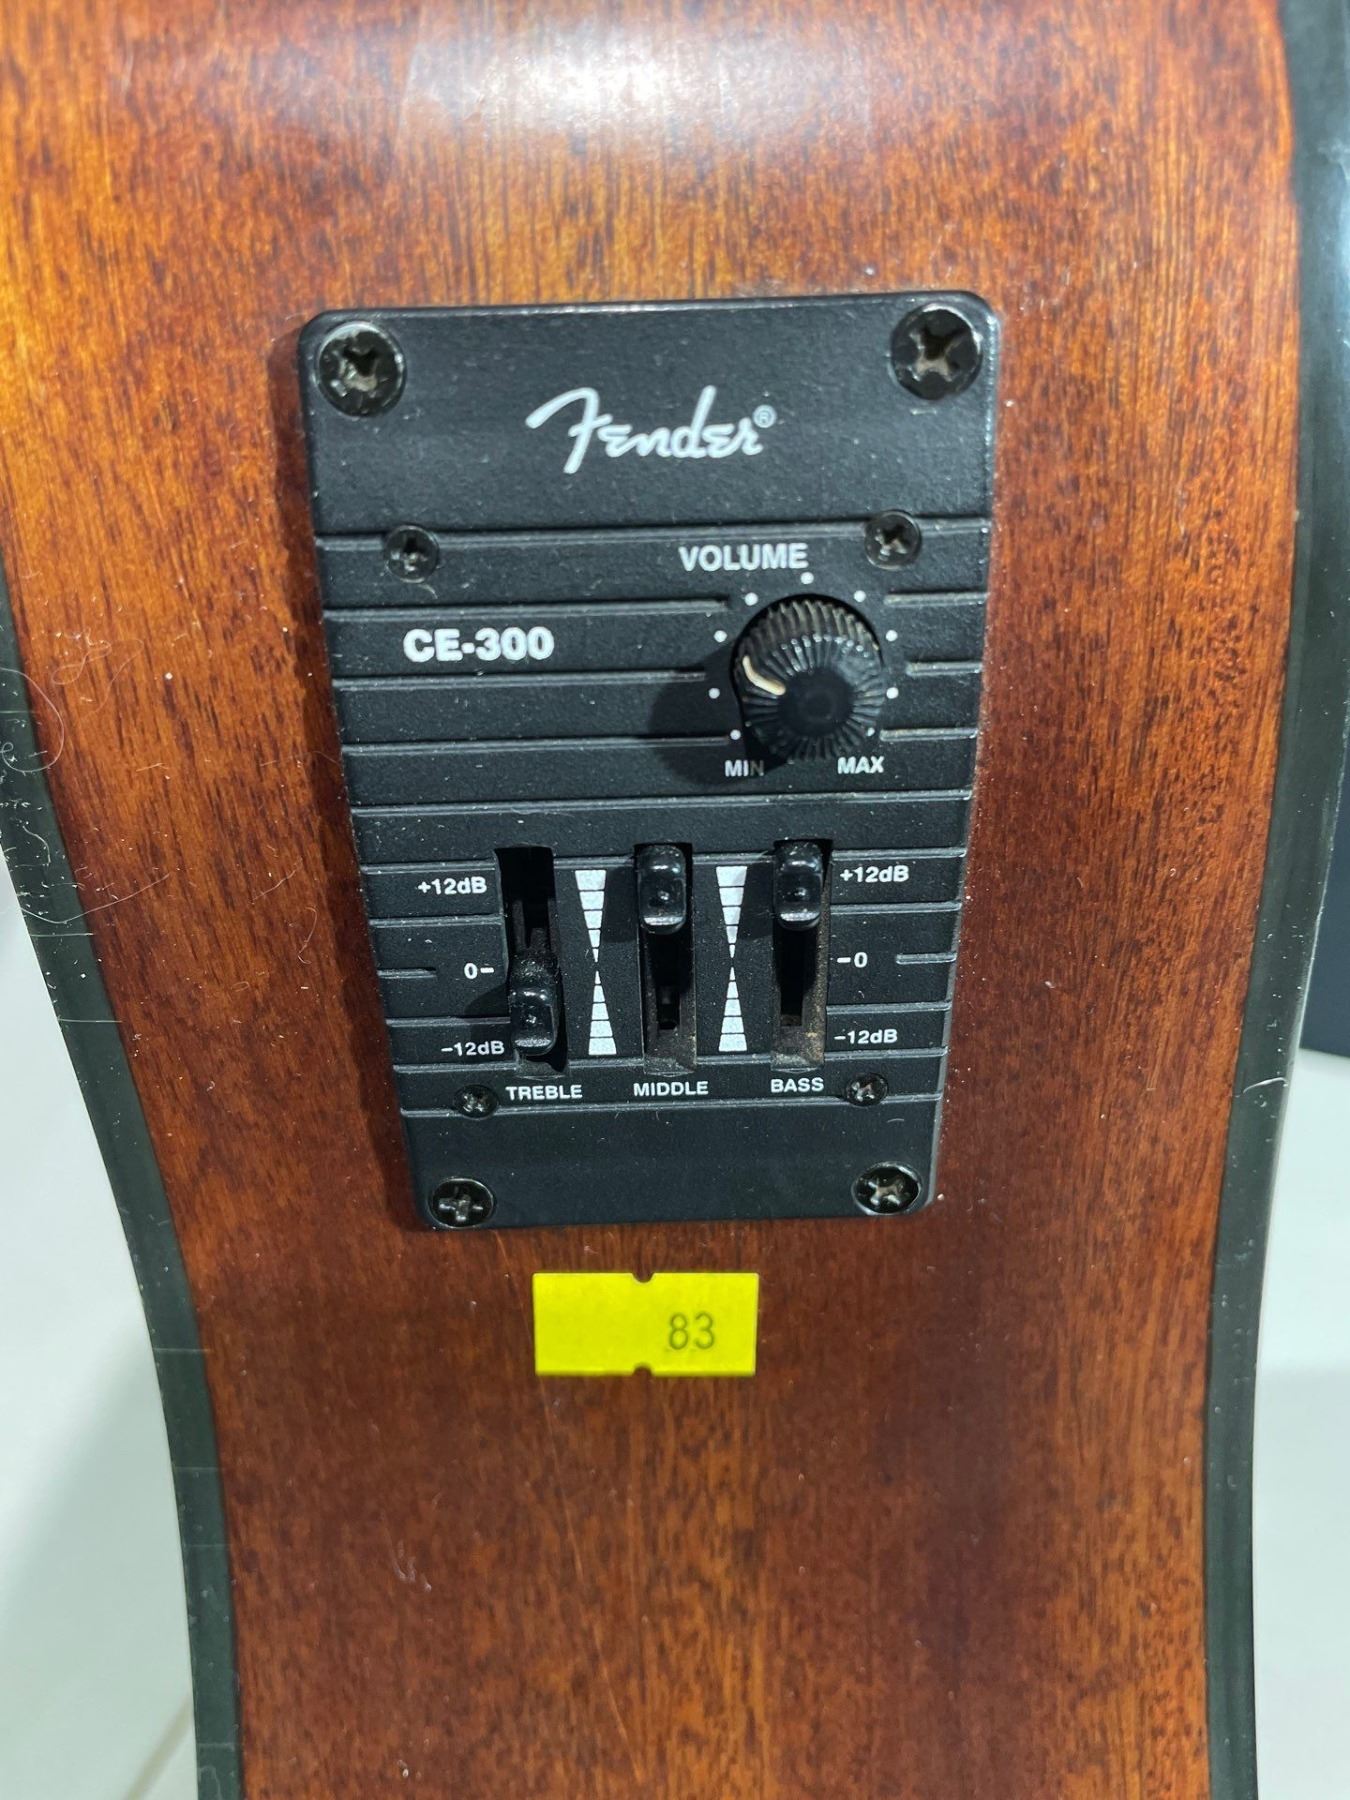 Fender®
VOLUME
CE-300
MIN MAX
+12dB +12dB
0- -0
-12dB -12dB
TREBLE MIDDLE BASS
83